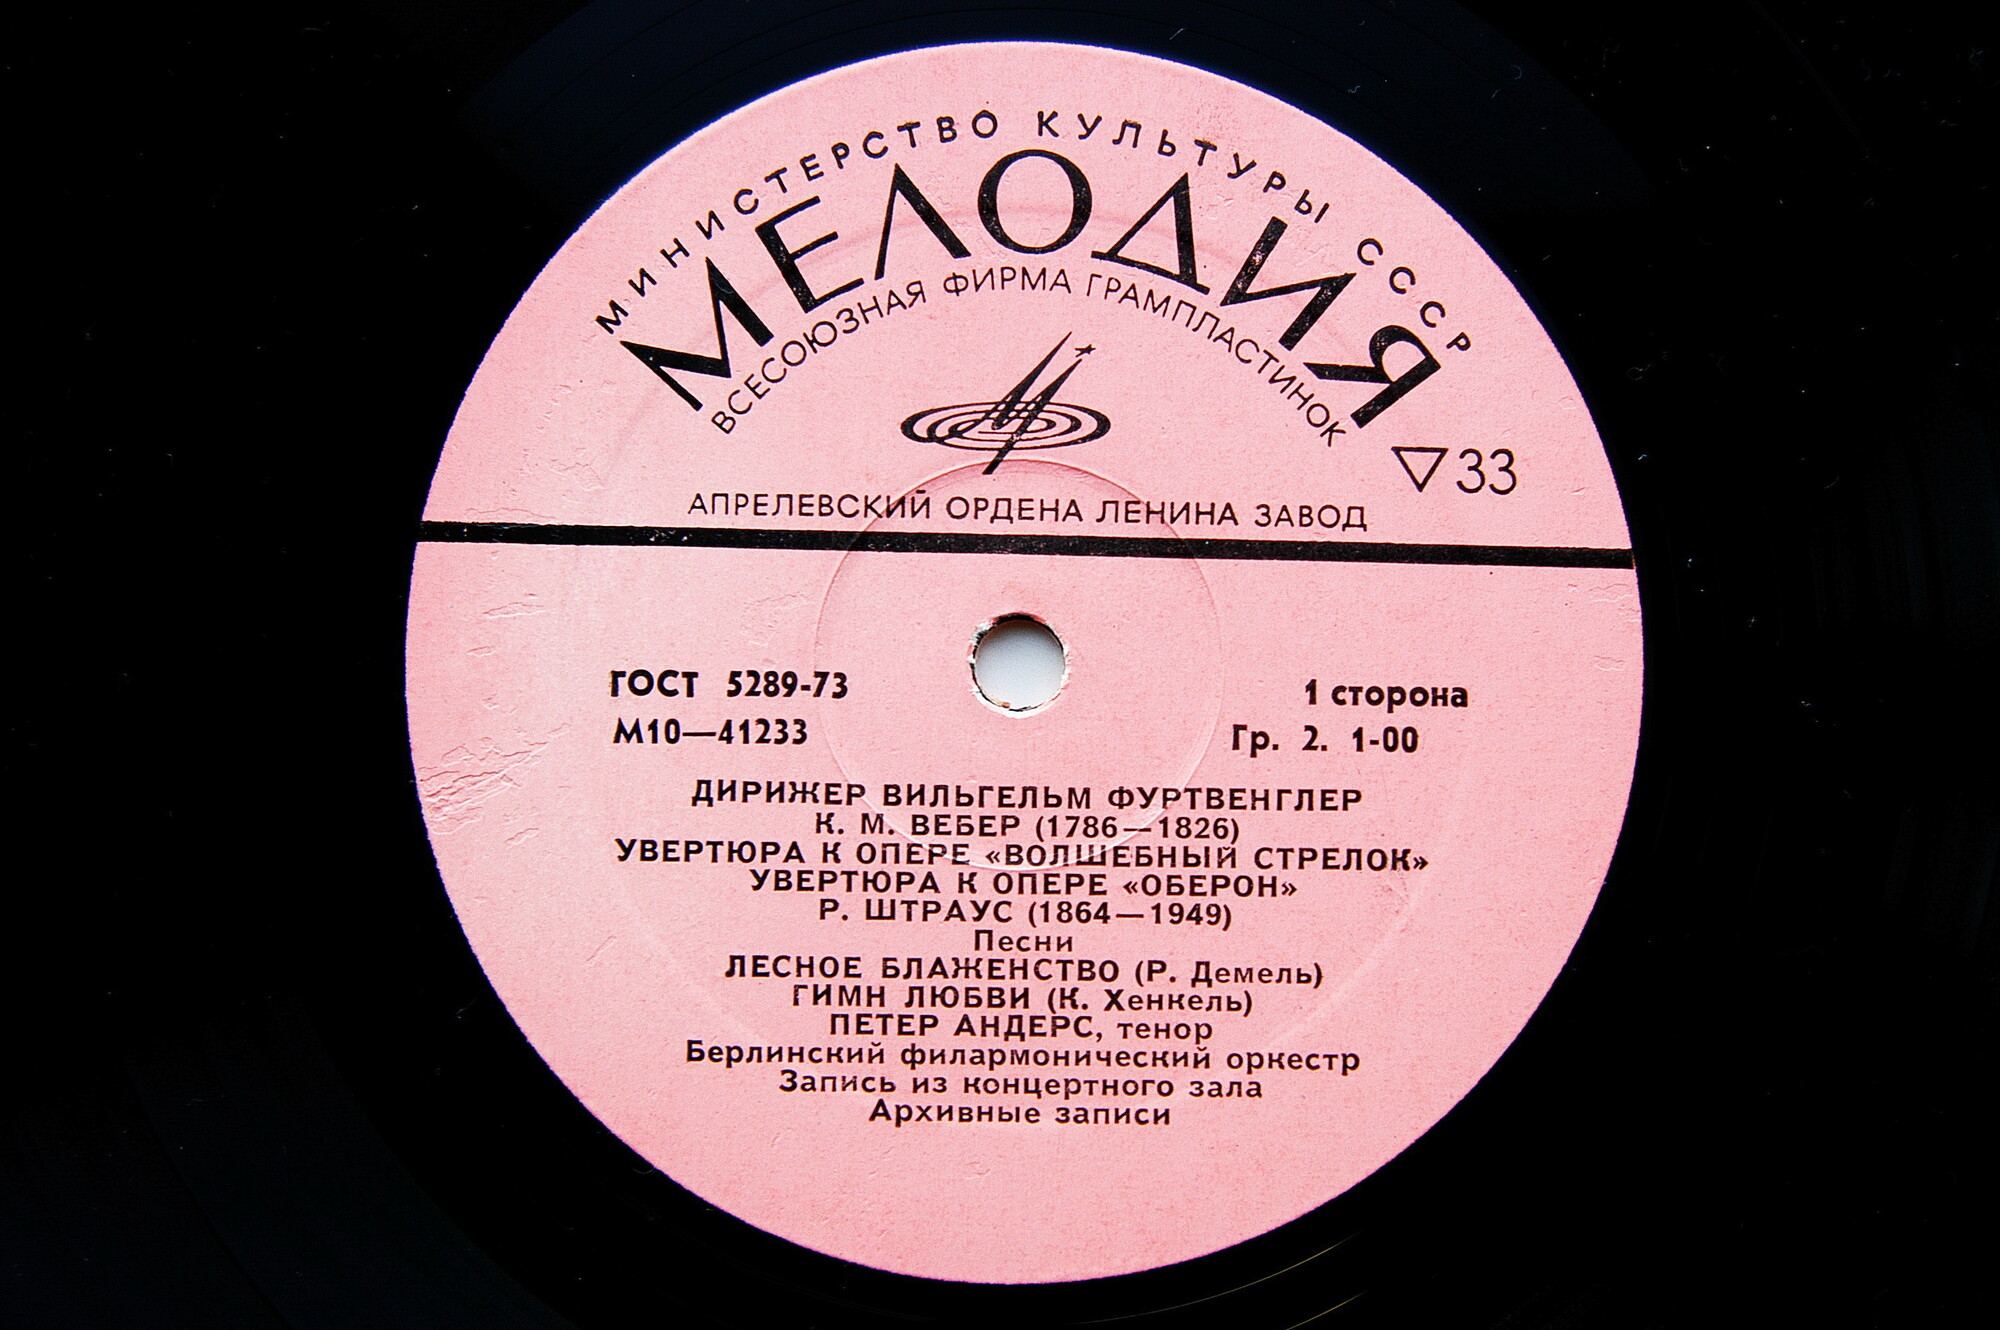 МИНИСТЕРСТВО КУЛЬТУРЫ СССР
МЕЛОДИЯ
ВСЕСОЮЗНАЯ ФИРМА ГРАМПЛАСТИНОК
▽33
АПРЕЛЕВСКИЙ ОРДЕНА ЛЕНИНА ЗАВОД
ГОСТ 5289-73
1 сторона
М10—41233
Гр. 2. 1-00
ДИРИЖЕР ВИЛЬГЕЛЬМ ФУРТВЕНГЛЕР
К. М. ВЕБЕР (1786—1826)
УВЕРТЮРА К ОПЕРЕ «ВОЛШЕБНЫЙ СТРЕЛОК»
УВЕРТЮРА К ОПЕРЕ «ОБЕРОН»
Р. ШТРАУС (1864—1949)
Песни
ЛЕСНОЕ БЛАЖЕНСТВО (Р. Демель)
ГИМН ЛЮБВИ (К. Хенкель)
ПЕТЕР АНДЕРС, тенор
Берлинский филармонический оркестр
Запись из концертного зала
Архивные записи